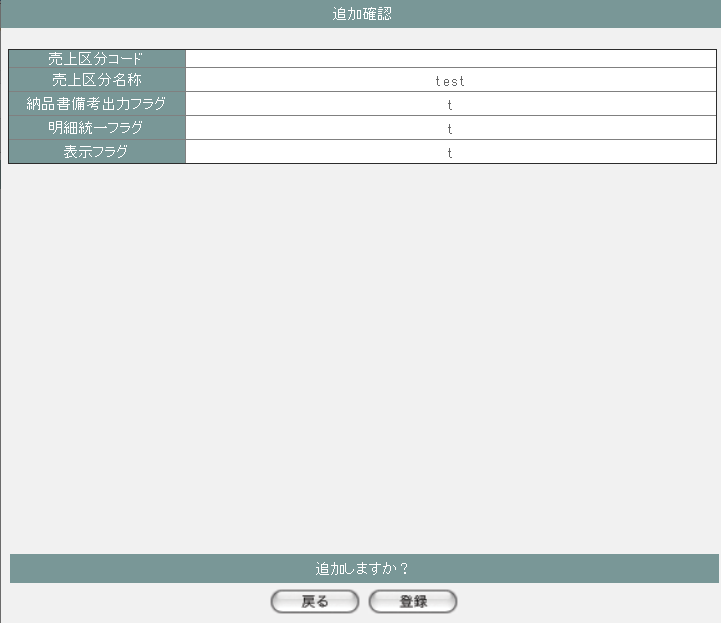 追加確認
売上区分コード
売上区分名称 test
納品書備考出力フラグ t
明細統一フラグ t
表示フラグ t
追加しますか？
戻る 登録